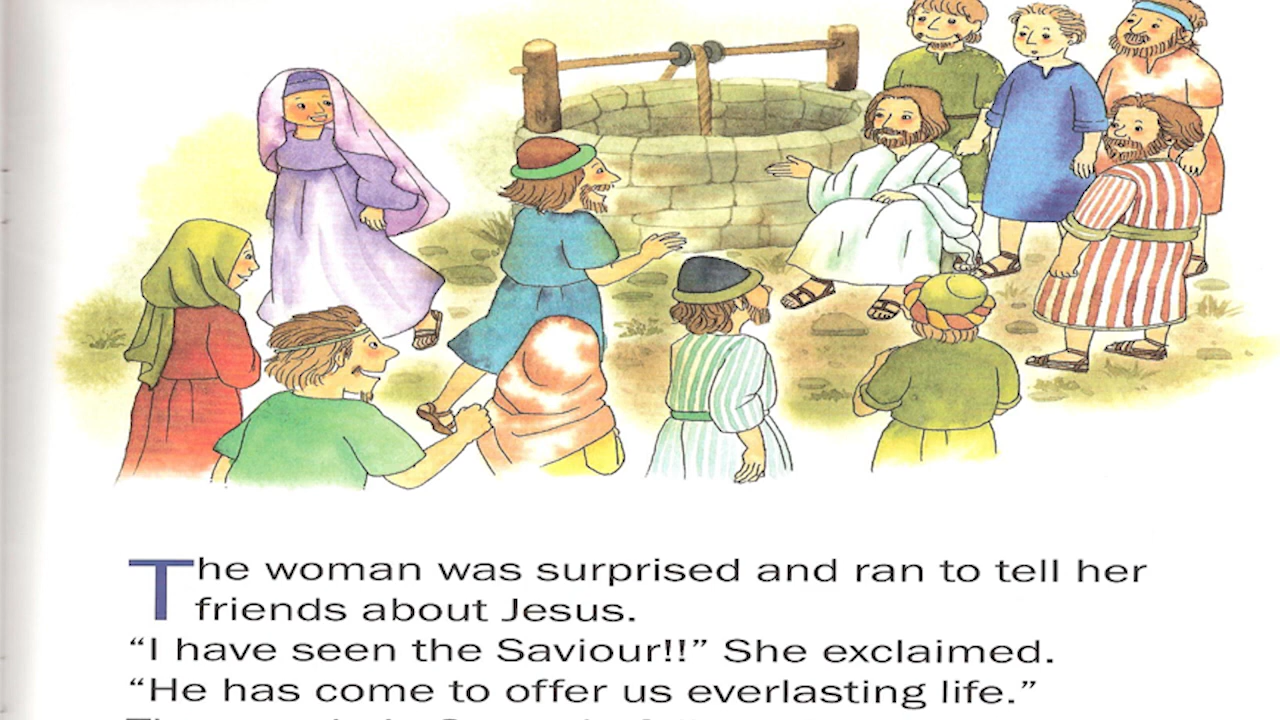 The woman was surprised and ran to tell her
friends about Jesus.
“I have seen the Saviour!!” She exclaimed.
“He has come to offer us everlasting life.”